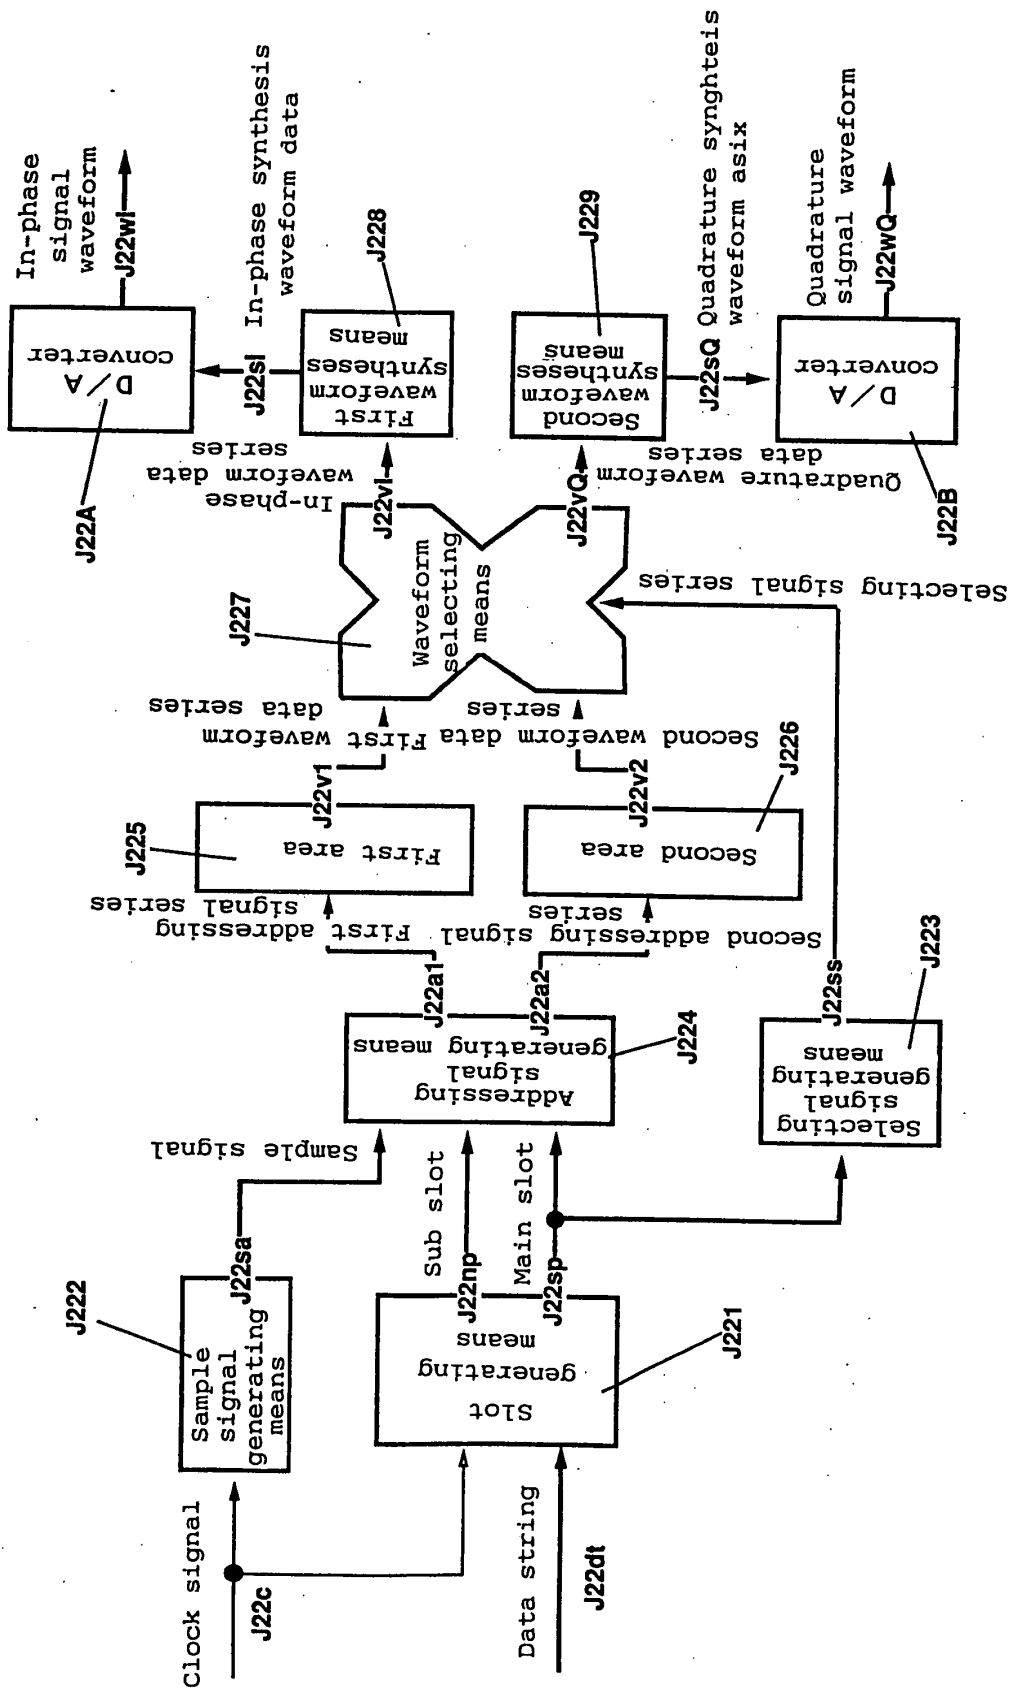 Clock signal
J22c
Data string
J22dt
J222
Sample
signal
generating
means
J22sa
Sample signal
Slot
generating
means
J221
J22np
Sub slot
J22sp
Main slot
Addressing
signal
generating means
J224
J22a1
First addressing
signal series
J22a2
Second addressing signal
series
Selecting
signal
generating
means
J223
J22ss
Selecting signal series
J225
First area
J22v1
First waveform
data series
Second area
J226
J22v2
Second waveform data
series
J227
Waveform
selecting
means
J22vI
In-phase
waveform data
series
J22vQ
Quadrature waveform
data series
First
waveform
syntheses
means
J228
J22sI
In-phase synthesis
waveform data
Second
waveform
syntheses
means
J229
J22sQ
Quadrature synghteis
waveform asix
D/A
converter
J22A
J22wI
In-phase
signal
waveform
D/A
converter
J22B
J22wQ
Quadrature
signal waveform